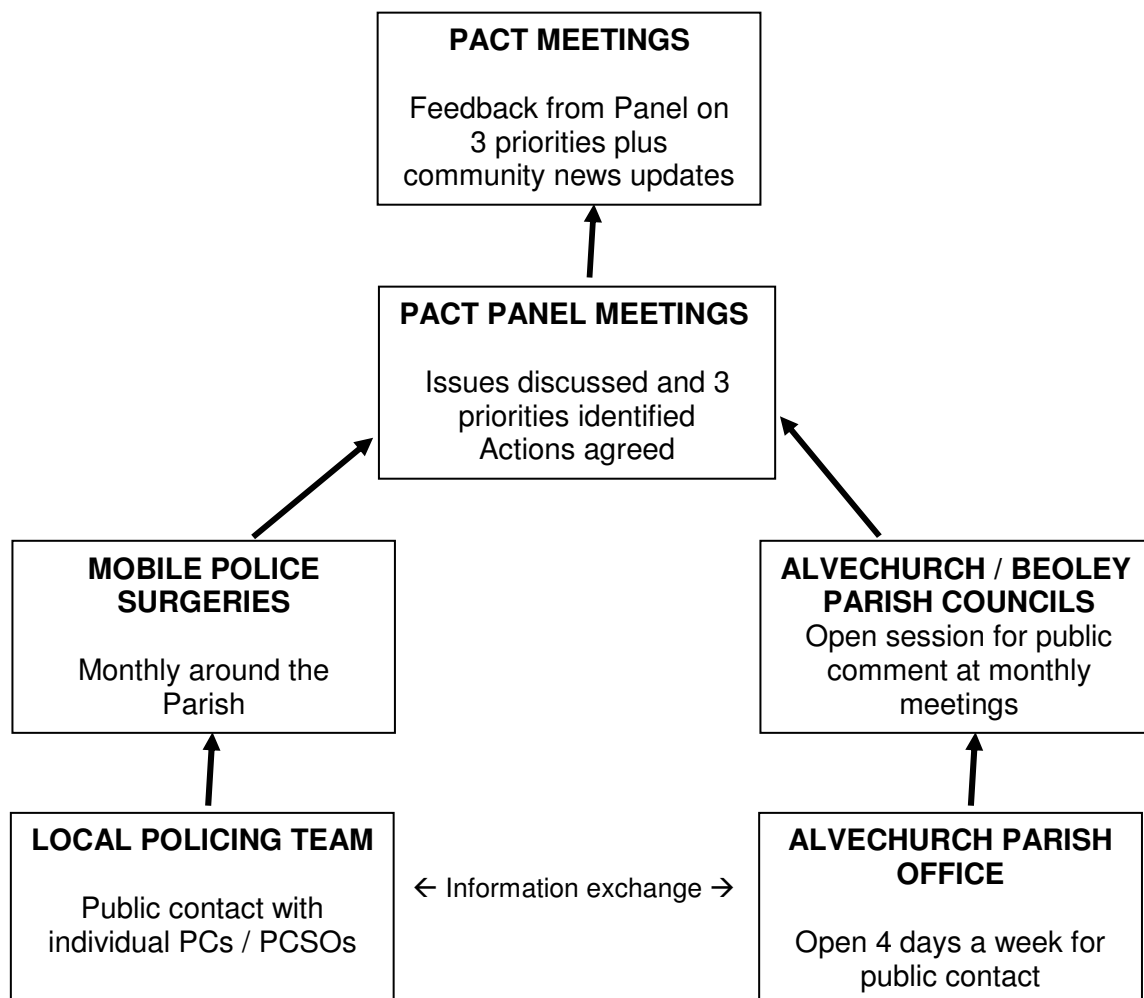 PACT MEETINGS
Feedback from Panel on
3 priorities plus
community news updates
PACT PANEL MEETINGS
Issues discussed and 3
priorities identified
Actions agreed
MOBILE POLICE
SURGERIES
Monthly around the
Parish
ALVECHURCH / BEOLEY
PARISH COUNCILS
Open session for public
comment at monthly
meetings
LOCAL POLICING TEAM
Public contact with
individual PCs / PCSOs
← Information exchange →
ALVECHURCH PARISH
OFFICE
Open 4 days a week for
public contact